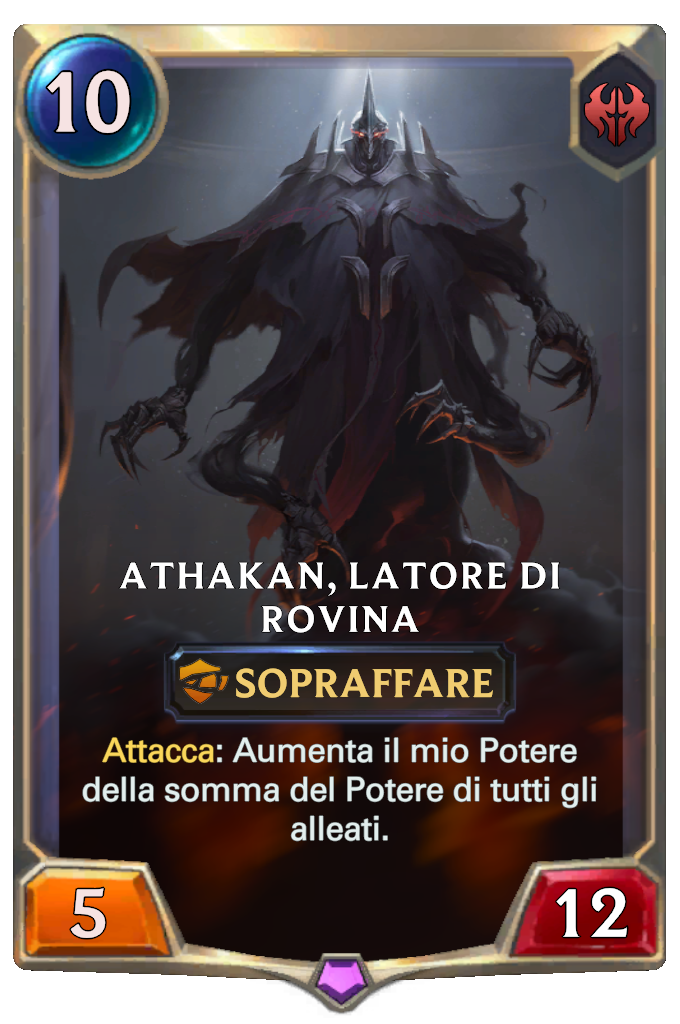 10
ATHAKAN, LATORE DI
ROVINA
SOPRAFFARE
Attacca: Aumenta il mio Potere
della somma del Potere di tutti gli
alleati.
5
12